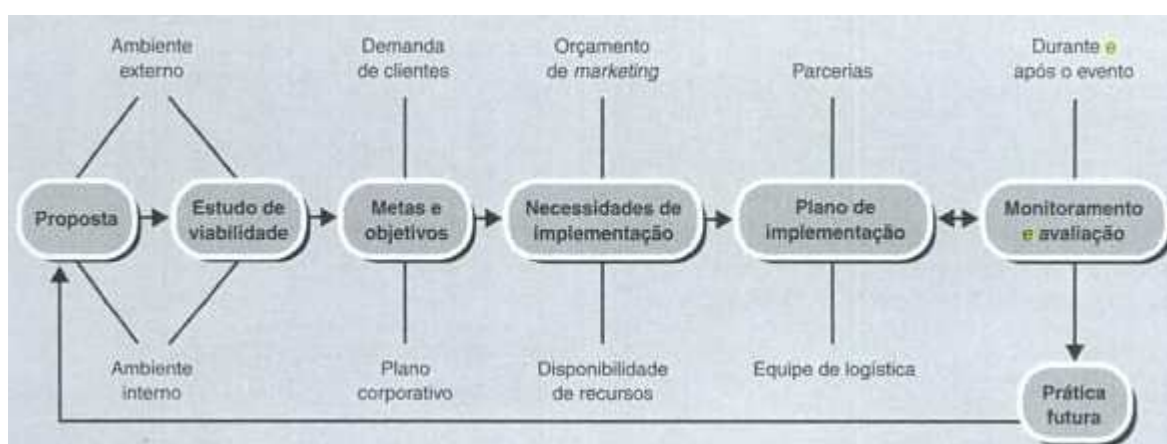 Ambiente
externo
Demanda
de clientes
Orçamento
de marketing
Parcerias
Durante e
após o evento
Proposta
Estudo de
viabilidade
Metas e
objetivos
Necessidades de
implementação
Plano de
implementação
Monitoramento
e avaliação
Ambiente
interno
Plano
corporativo
Disponibilidade
de recursos
Equipe de logística
Prática
futura